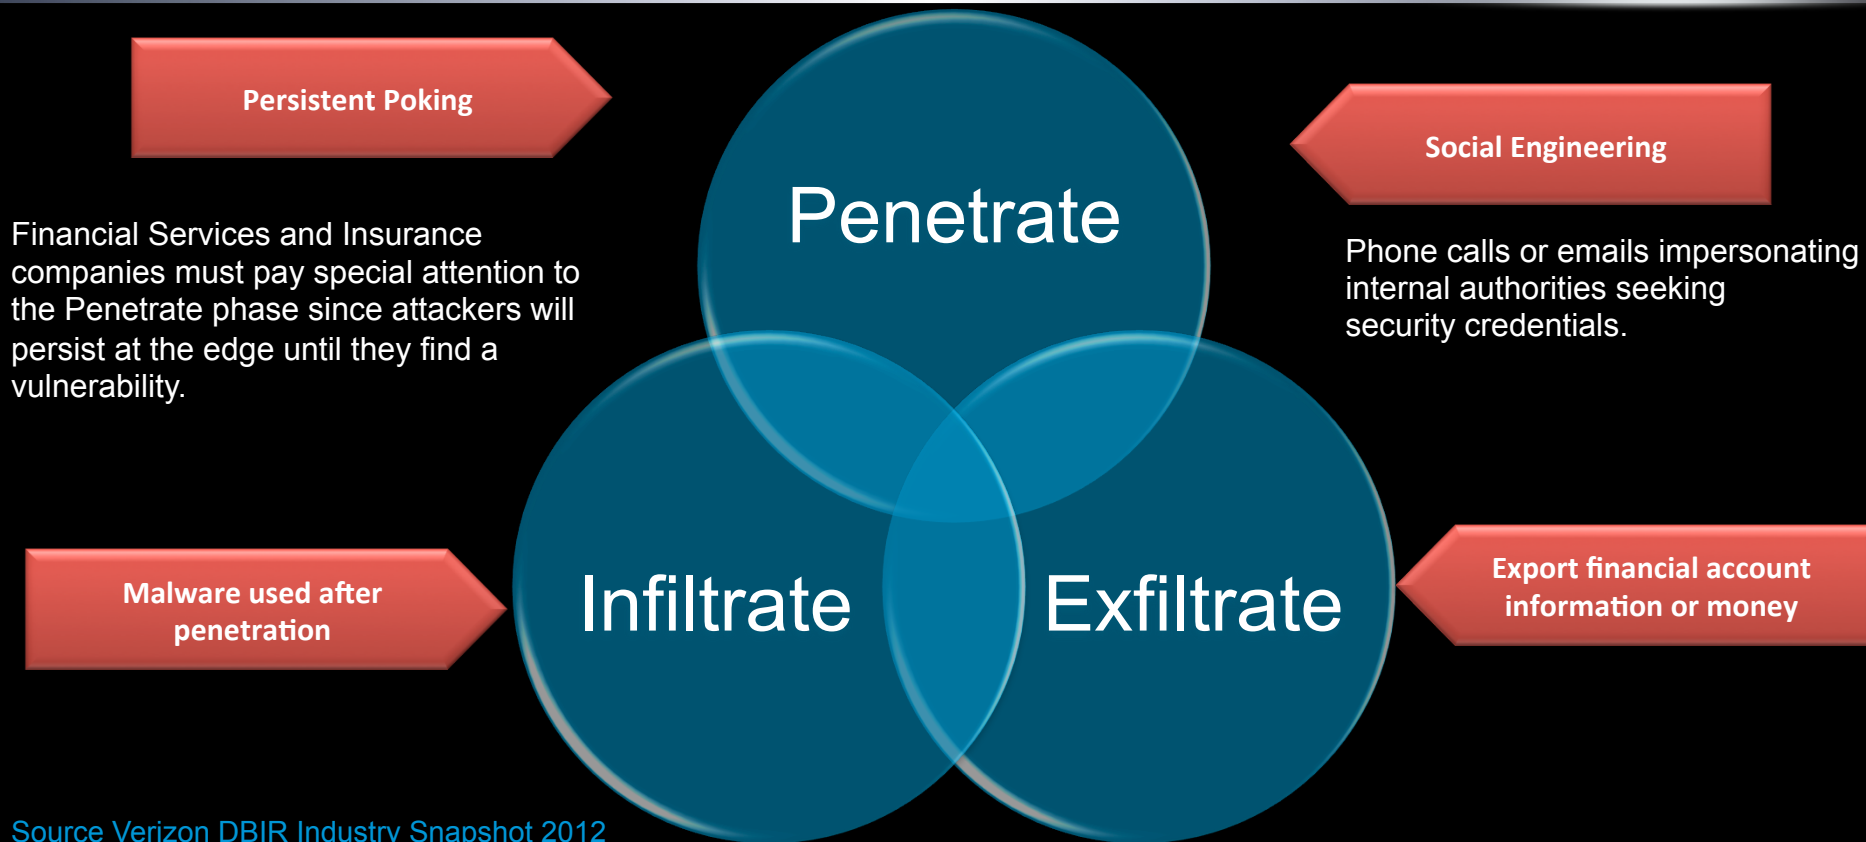 Persistent Poking
Financial Services and Insurance
companies must pay special attention to
the Penetrate phase since attackers will
persist at the edge until they find a
vulnerability.
Penetrate
Social Engineering
Phone calls or emails impersonating
internal authorities seeking
security credentials.
Malware used after
penetration
Infiltrate
Exfiltrate
Export financial account
information or money
Source Verizon DBIR Industry Snapshot 2012